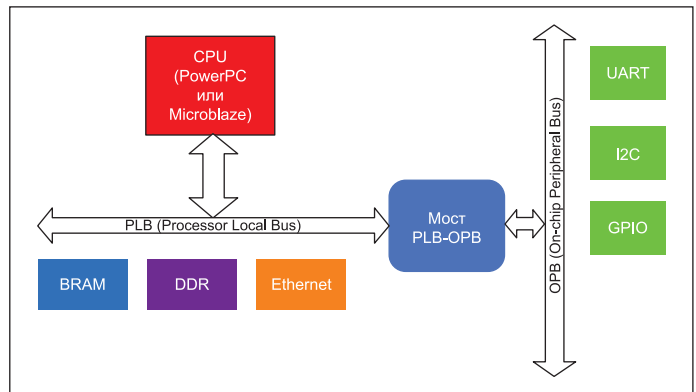 CPU
(PowerPC
или
Microblaze)
PLB (Processor Local Bus)
Мост
PLB-OPB
BRAM
DDR
Ethernet
OPB (On-chip Peripheral Bus)
UART
I2C
GPIO